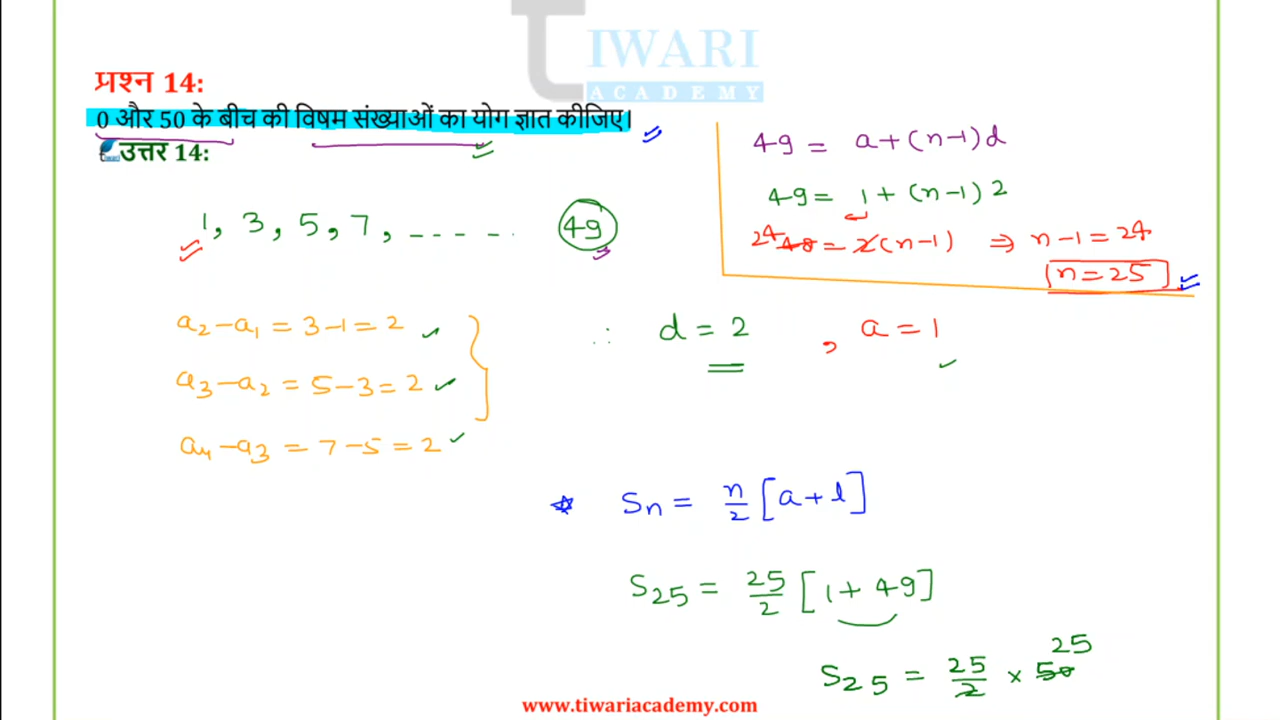 TIWARI
ACADEMY
प्रश्न 14:
0 और 50 के बीच की विषम संख्याओं का योग ज्ञात कीजिए।
उत्तर 14:
49 = a + (n-1)d
49 = 1 + (n-1) 2
24 48 = 2(n-1) ⇒ n-1 = 24
n = 25
1, 3, 5, 7, ----- 49
a₂ - a₁ = 3-1 = 2
a₃ - a₂ = 5-3 = 2
a₄ - a₃ = 7-5 = 2
∴ d = 2 , a = 1
Sn = n/2 [a + l]
S₂₅ = 25/2 [1 + 49]
S₂₅ = 25/2 × 50 25
www.tiwariacademy.com